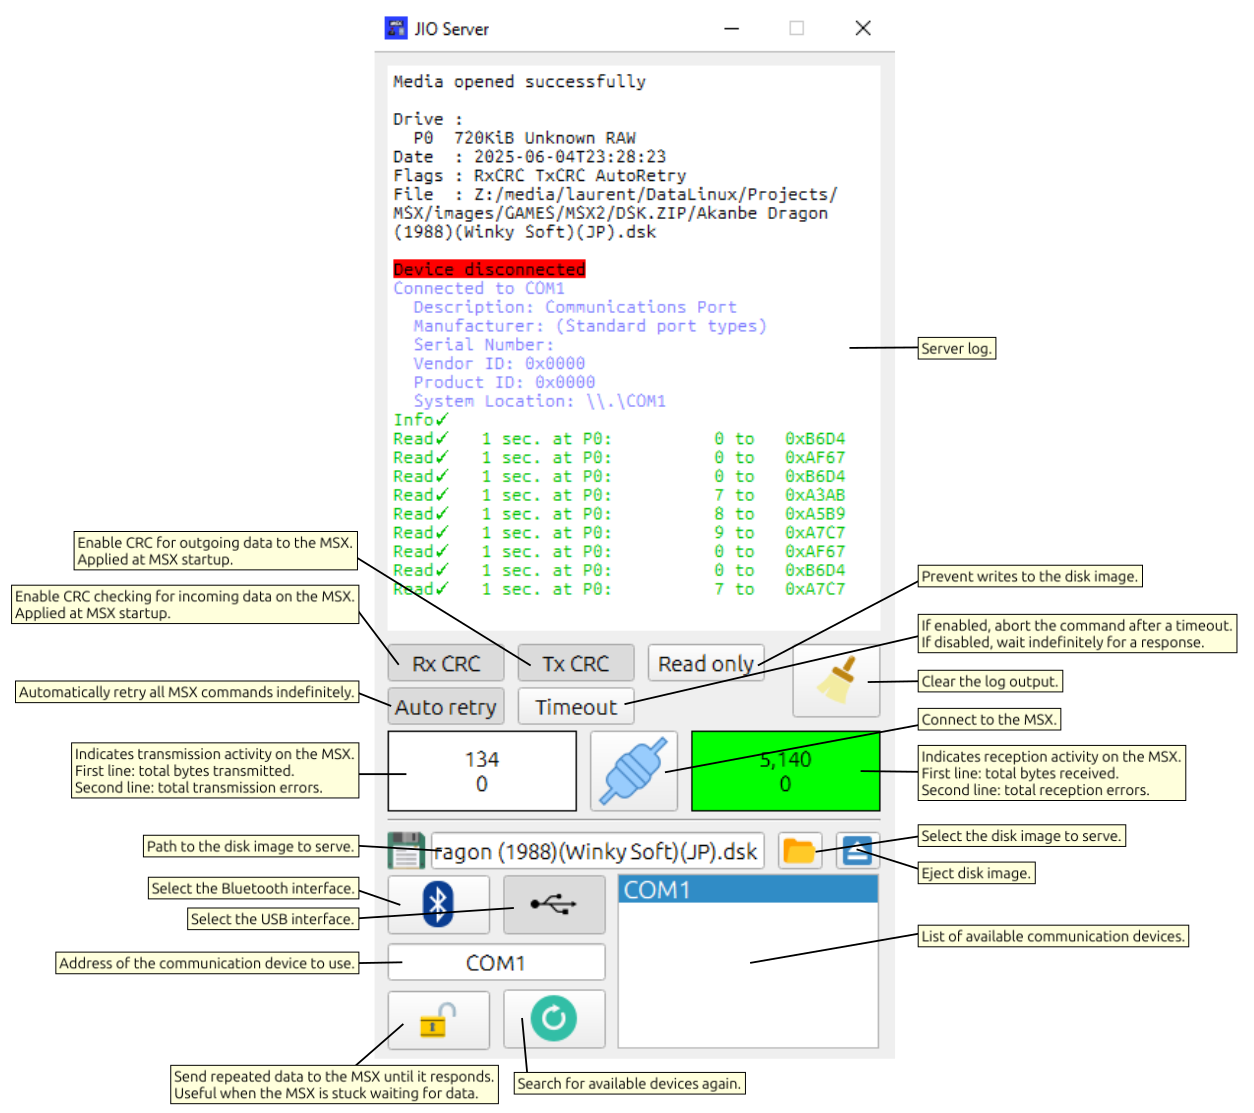 JIO Server
Media opened successfully
Drive :
P0 720KiB Unknown RAW
Date : 2025-06-04T23:28:23
Flags : RxCRC TxCRC AutoRetry
File : Z:/media/laurent/DataLinux/Projects/
MSX/images/GAMES/MSX2/DSK.ZIP/Akanbe Dragon
(1988)(Winky Soft)(JP).dsk
Device disconnected
Connected to COM1
Description: Communications Port
Manufacturer: (Standard port types)
Serial Number:
Vendor ID: 0x0000
Product ID: 0x0000
System Location: \\.\COM1
Info✓
Read✓ 1 sec. at P0: 0 to 0xB6D4
Read✓ 1 sec. at P0: 0 to 0xAF67
Read✓ 1 sec. at P0: 0 to 0xB6D4
Read✓ 1 sec. at P0: 7 to 0xA3AB
Read✓ 1 sec. at P0: 8 to 0xA5B9
Read✓ 1 sec. at P0: 9 to 0xA7C7
Read✓ 1 sec. at P0: 0 to 0xAF67
Read✓ 1 sec. at P0: 0 to 0xB6D4
Read✓ 1 sec. at P0: 7 to 0xA7C7
Server log.
Enable CRC for outgoing data to the MSX.
Applied at MSX startup.
Enable CRC checking for incoming data on the MSX.
Applied at MSX startup.
Automatically retry all MSX commands indefinitely.
Prevent writes to the disk image.
If enabled, abort the command after a timeout.
If disabled, wait indefinitely for a response.
Clear the log output.
Connect to the MSX.
Rx CRC
Tx CRC
Read only
Auto retry
Timeout
Indicates transmission activity on the MSX.
First line: total bytes transmitted.
Second line: total transmission errors.
134
0
5,140
0
Indicates reception activity on the MSX.
First line: total bytes received.
Second line: total reception errors.
Path to the disk image to serve.
ragon (1988)(Winky Soft)(JP).dsk
Select the disk image to serve.
Eject disk image.
Select the Bluetooth interface.
Select the USB interface.
COM1
List of available communication devices.
Address of the communication device to use.
COM1
Send repeated data to the MSX until it responds.
Useful when the MSX is stuck waiting for data.
Search for available devices again.